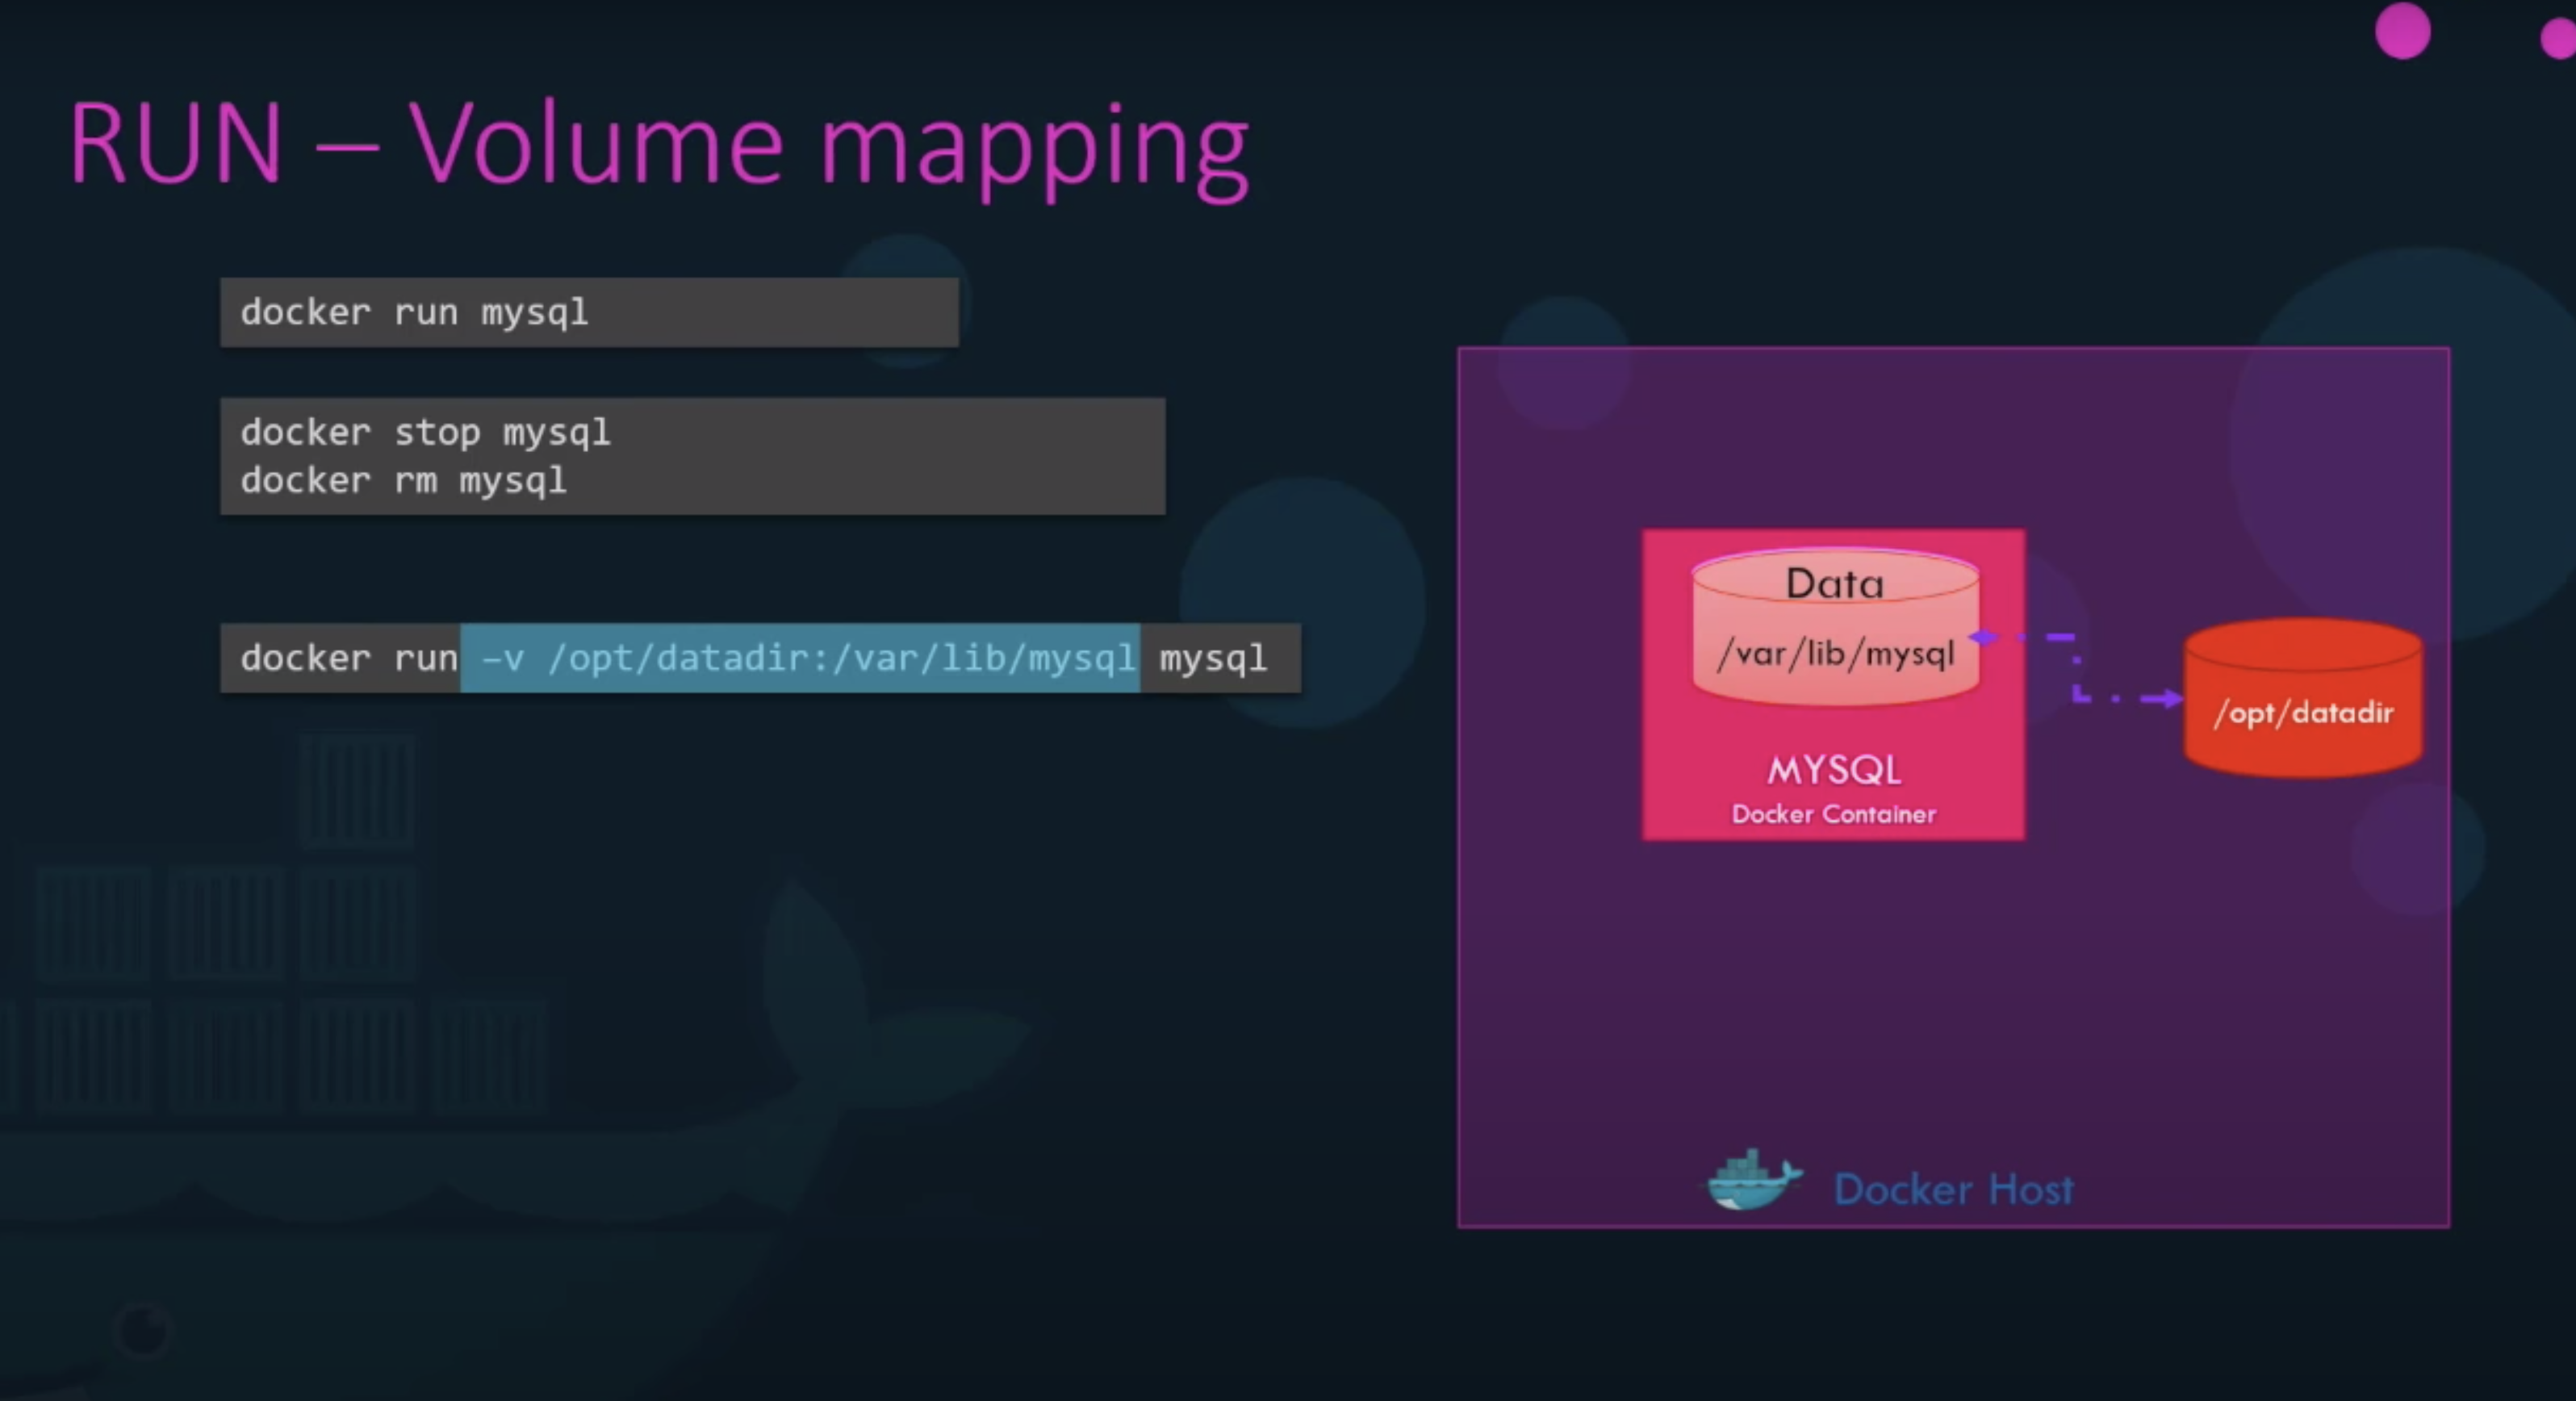 RUN – Volume mapping
docker run mysql
docker stop mysql
docker rm mysql
docker run –v /opt/datadir:/var/lib/mysql mysql
Data
/var/lib/mysql
MYSQL
Docker Container
/opt/datadir
Docker Host